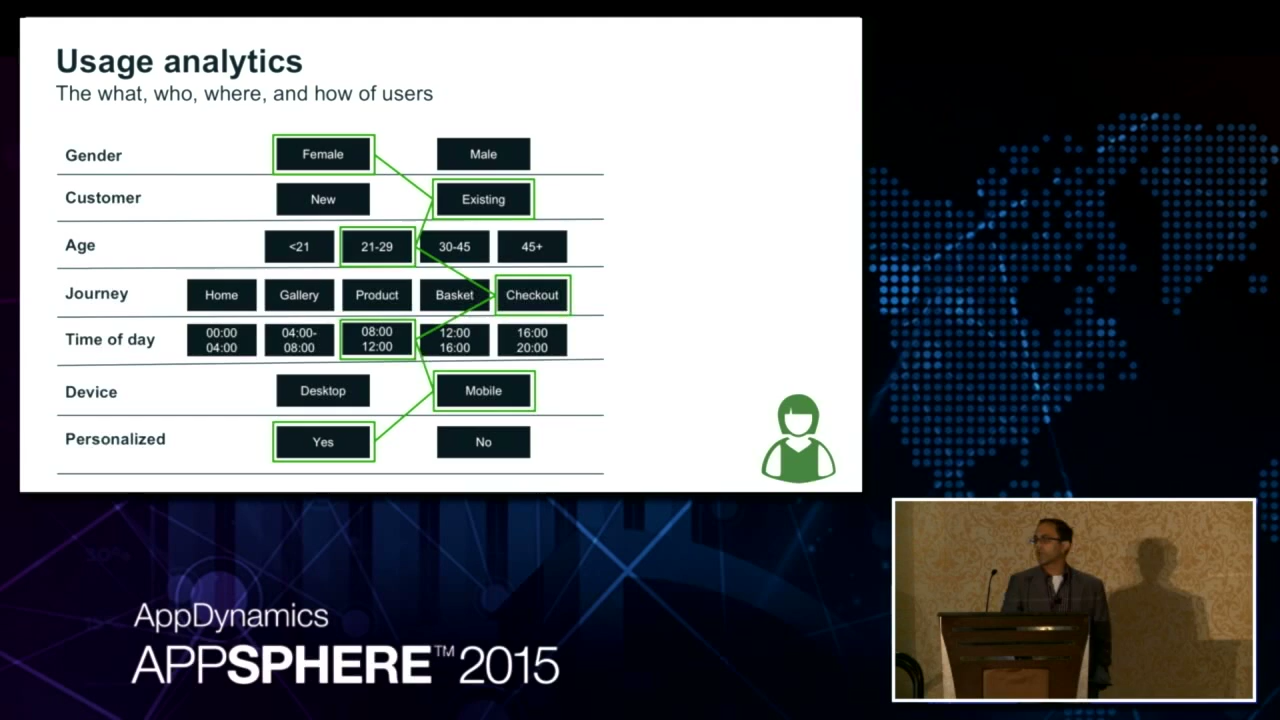 Usage analytics
The what, who, where, and how of users
Gender Female Male
Customer New Existing
Age <21 21-29 30-45 45+
Journey Home Gallery Product Basket Checkout
Time of day 00:00 04:00- 08:00 12:00 16:00
04:00 08:00 12:00 16:00 20:00
Device Desktop Mobile
Personalized Yes No
AppDynamics
APPSPHERE™ 2015